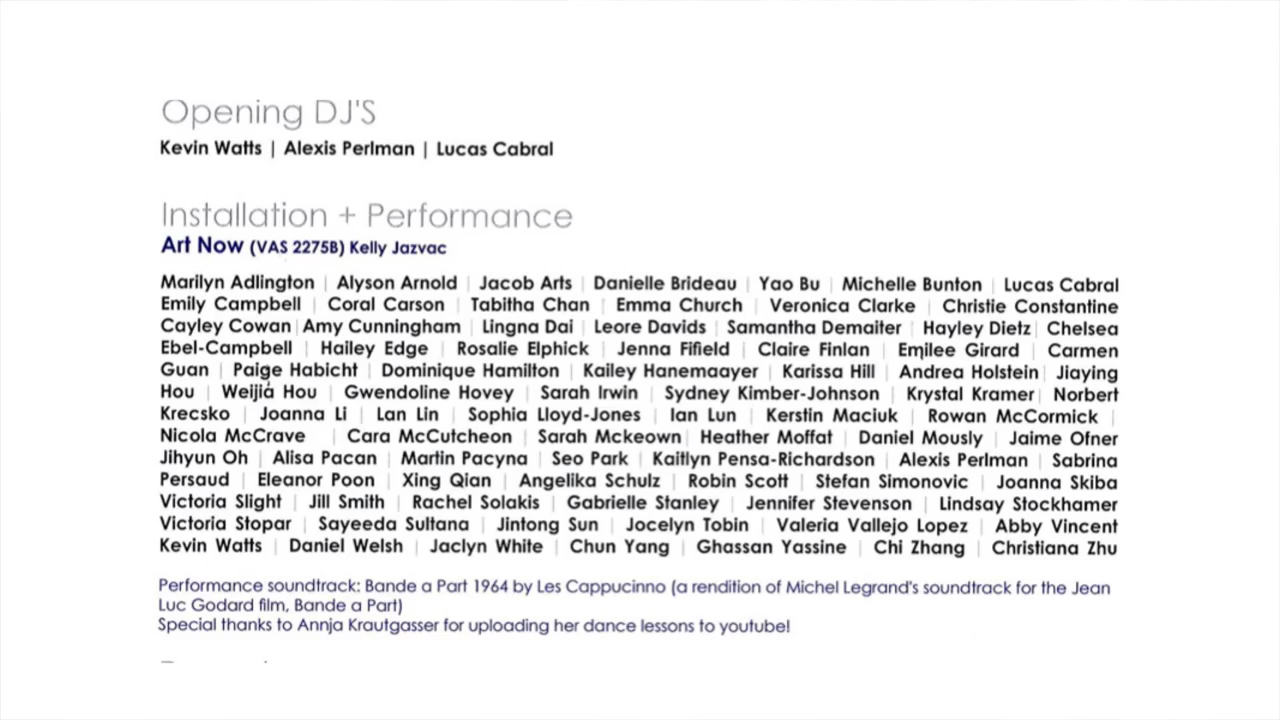 Opening DJ'S
Kevin Watts | Alexis Perlman | Lucas Cabral
Installation + Performance
Art Now (VAS 2275B) Kelly Jazvac
Marilyn Adlington | Alyson Arnold | Jacob Arts | Danielle Brideau | Yao Bu | Michelle Bunton | Lucas Cabral
Emily Campbell | Coral Carson | Tabitha Chan | Emma Church | Veronica Clarke | Christie Constantine
Cayley Cowan | Amy Cunningham | Lingna Dai | Leore Davids | Samantha Demaiter | Hayley Dietz | Chelsea
Ebel-Campbell | Hailey Edge | Rosalie Elphick | Jenna Fifield | Claire Finlan | Emilee Girard | Carmen
Guan | Paige Habicht | Dominique Hamilton | Kailey Hanemaayer | Karissa Hill | Andrea Holstein | Jiaying
Hou | Weijia Hou | Gwendoline Hovey | Sarah Irwin | Sydney Kimber-Johnson | Krystal Kramer | Norbert
Krecsko | Joanna Li | Lan Lin | Sophia Lloyd-Jones | Ian Lun | Kerstin Maciuk | Rowan McCormick |
Nicola McCrave | Cara McCutcheon | Sarah Mckeown | Heather Moffat | Daniel Mously | Jaime Ofner
Jihyun Oh | Alisa Pacan | Martin Pacyna | Seo Park | Kaitlyn Pensa-Richardson | Alexis Perlman | Sabrina
Persaud | Eleanor Poon | Xing Qian | Angelika Schulz | Robin Scott | Stefan Simonovic | Joanna Skiba
Victoria Slight | Jill Smith | Rachel Solakis | Gabrielle Stanley | Jennifer Stevenson | Lindsay Stockhamer
Victoria Stopar | Sayeeda Sultana | Jintong Sun | Jocelyn Tobin | Valeria Vallejo Lopez | Abby Vincent
Kevin Watts | Daniel Welsh | Jaclyn White | Chun Yang | Ghassan Yassine | Chi Zhang | Christiana Zhu
Performance soundtrack: Bande a Part 1964 by Les Cappucinno (a rendition of Michel Legrand's soundtrack for the Jean
Luc Godard film, Bande a Part)
Special thanks to Annja Krautgasser for uploading her dance lessons to youtube!